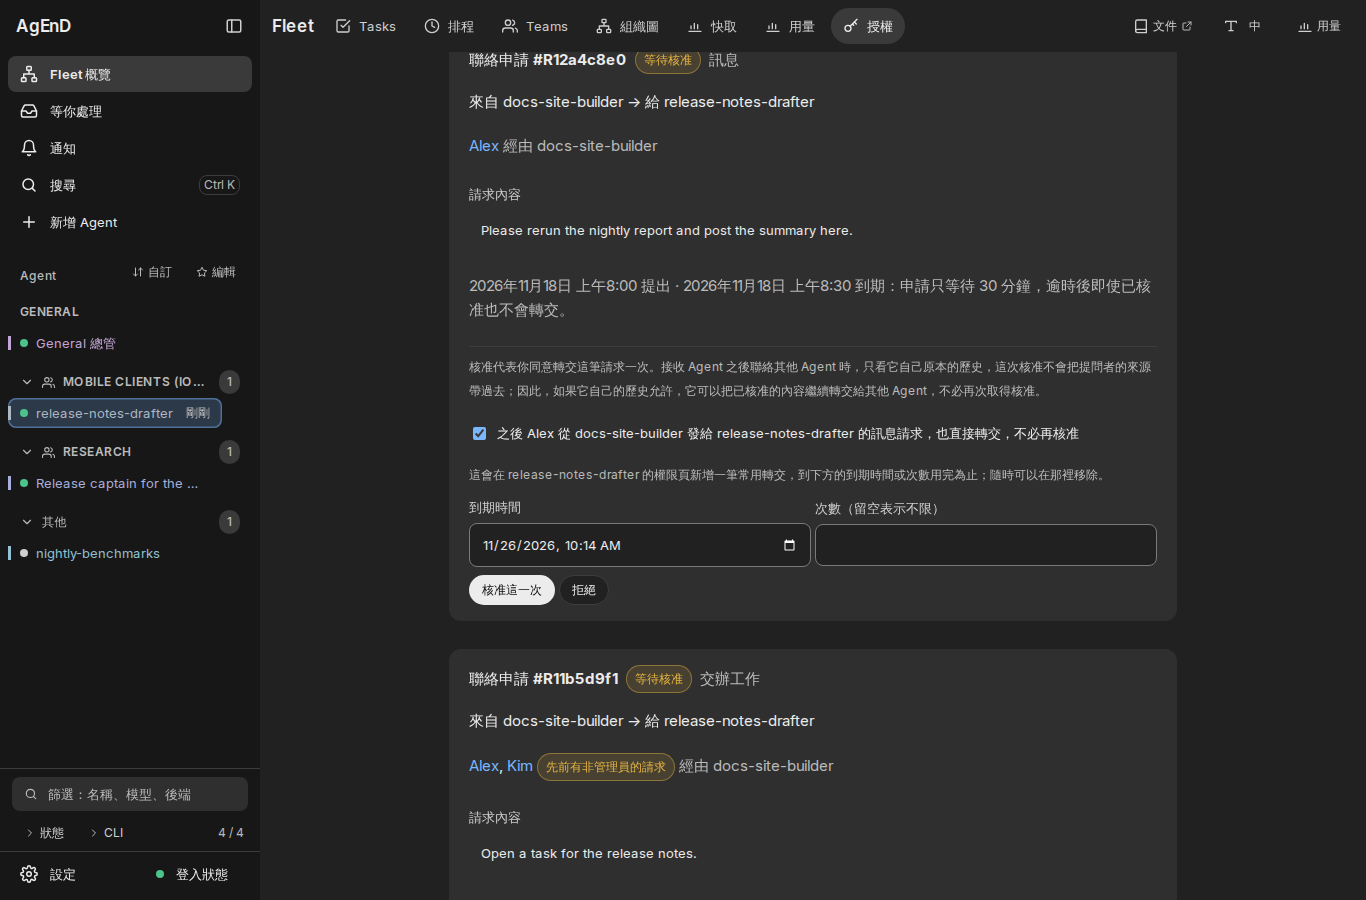 AgEnD
Fleet 概覽
等你處理
通知
搜尋 Ctrl K
新增 Agent
Agent 自訂 編輯
GENERAL
General 總管
MOBILE CLIENTS (IO... 1
release-notes-drafter 剛剛
RESEARCH 1
Release captain for the ...
其他 1
nightly-benchmarks
篩選：名稱、模型、後端
狀態 CLI 4 / 4
設定 登入狀態
Fleet Tasks 排程 Teams 組織圖 快取 用量 授權 文件 中 用量
聯絡申請 #R12a4c8e0 等待核准 訊息
來自 docs-site-builder → 給 release-notes-drafter
Alex 經由 docs-site-builder
請求內容
Please rerun the nightly report and post the summary here.
2026年11月18日 上午8:00 提出 · 2026年11月18日 上午8:30 到期：申請只等待 30 分鐘，逾時後即使已核
准也不會轉交。
核准代表你同意轉交這筆請求一次。接收 Agent 之後聯絡其他 Agent 時，只看它自己原本的歷史，這次核准不會把提問者的來源
帶過去；因此，如果它自己的歷史允許，它可以把已核准的內容繼續轉交給其他 Agent，不必再次取得核准。
之後 Alex 從 docs-site-builder 發給 release-notes-drafter 的訊息請求，也直接轉交，不必再核准
這會在 release-notes-drafter 的權限頁新增一筆常用轉交，到下方的到期時間或次數用完為止；隨時可以在那裡移除。
到期時間 次數（留空表示不限）
11/26/2026, 10:14 AM
核准這一次 拒絕
聯絡申請 #R11b5d9f1 等待核准 交辦工作
來自 docs-site-builder → 給 release-notes-drafter
Alex, Kim 先前有非管理員的請求 經由 docs-site-builder
請求內容
Open a task for the release notes.